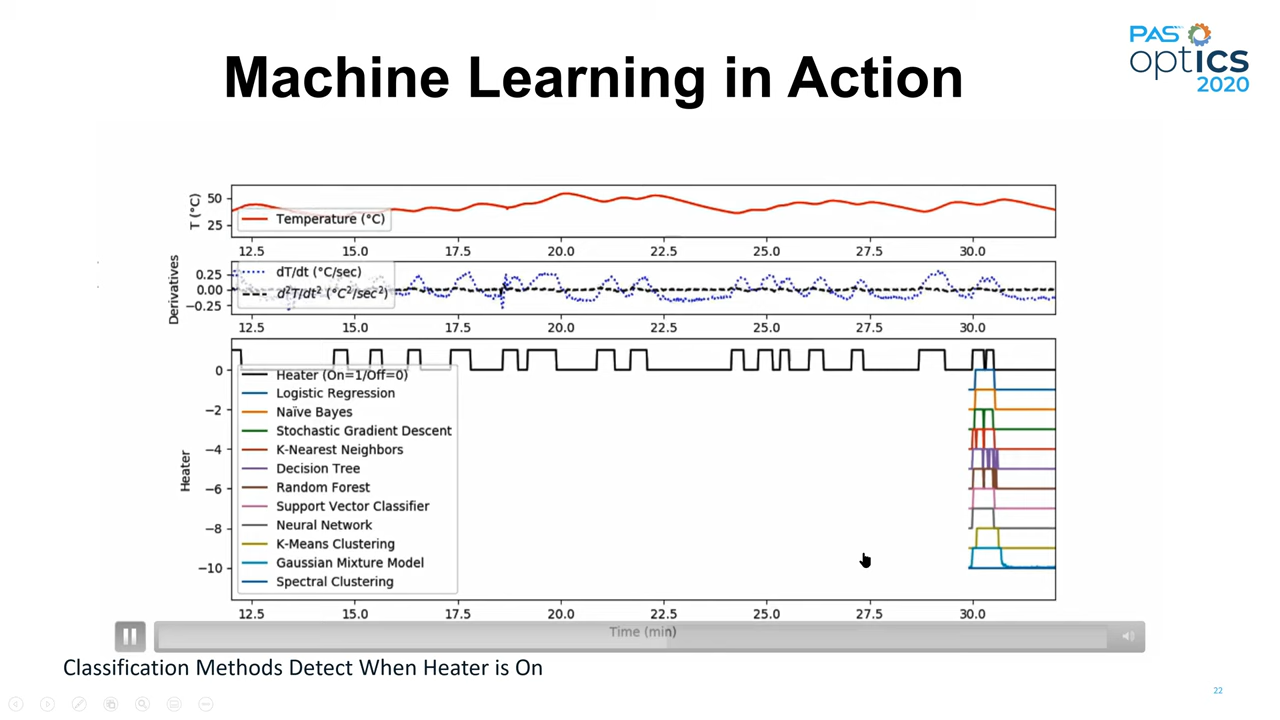 PAS
optics
2020
Machine Learning in Action
T (°C)
50
25
Temperature (°C)
12.5 15.0 17.5 20.0 22.5 25.0 27.5 30.0
Derivatives
0.25
0.00
−0.25
dT/dt (°C/sec)
d²T/dt² (°C²/sec²)
12.5 15.0 17.5 20.0 22.5 25.0 27.5 30.0
Heater
0
−2
−4
−6
−8
−10
Heater (On=1/Off=0)
Logistic Regression
Naïve Bayes
Stochastic Gradient Descent
K-Nearest Neighbors
Decision Tree
Random Forest
Support Vector Classifier
Neural Network
K-Means Clustering
Gaussian Mixture Model
Spectral Clustering
12.5 15.0 17.5 20.0 22.5 25.0 27.5 30.0
Time (min)
Classification Methods Detect When Heater is On
22